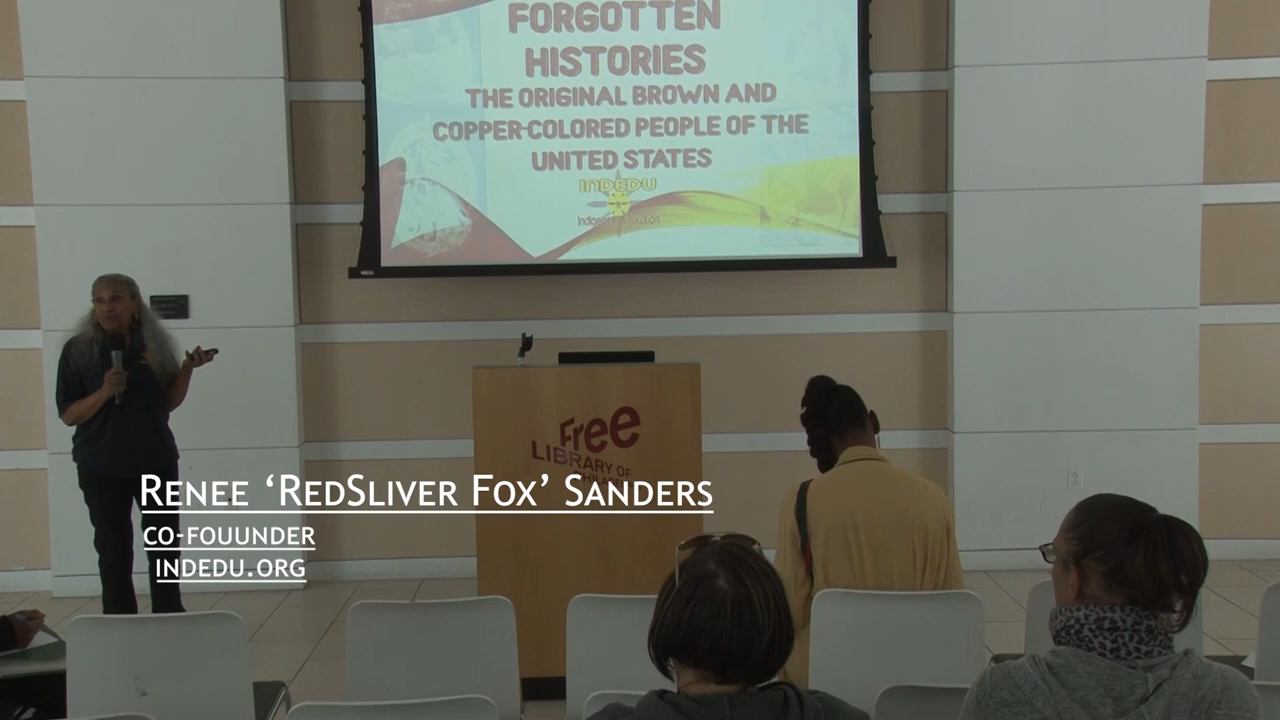 FORGOTTEN
HISTORIES
THE ORIGINAL BROWN AND
COPPER-COLORED PEOPLE OF THE
UNITED STATES
INDEDU
Free
LIBRARY OF
RENEE ‘REDSLIVER FOX’ SANDERS
CO-FOUUNDER
INDEDU.ORG